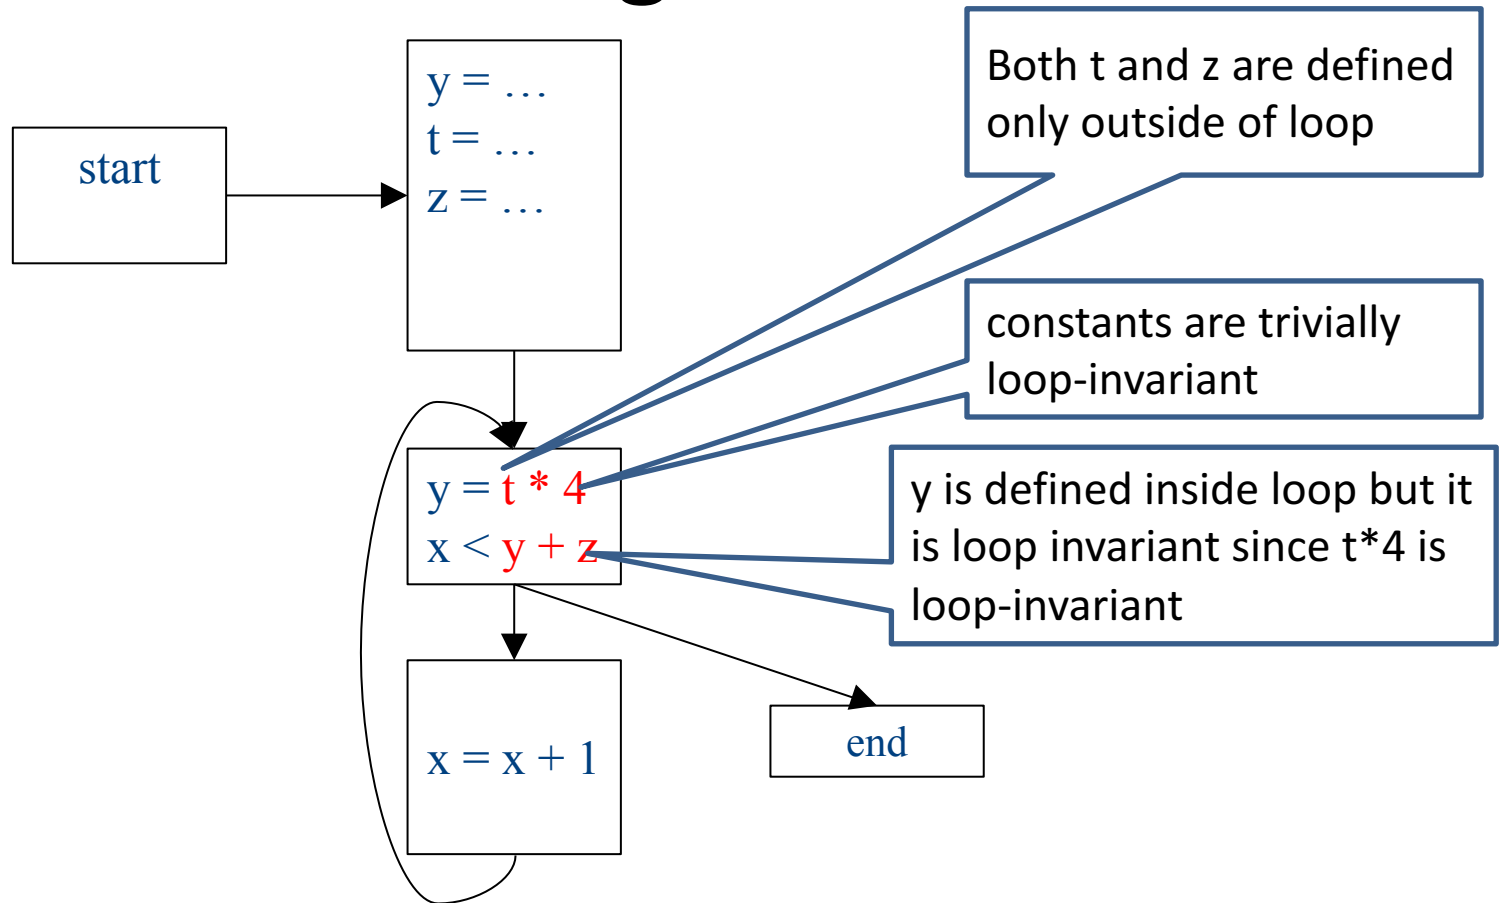 start
y = …
t = …
z = …
Both t and z are defined
only outside of loop
constants are trivially
loop-invariant
y = t * 4
x < y + z
y is defined inside loop but it
is loop invariant since t*4 is
loop-invariant
x = x + 1
end